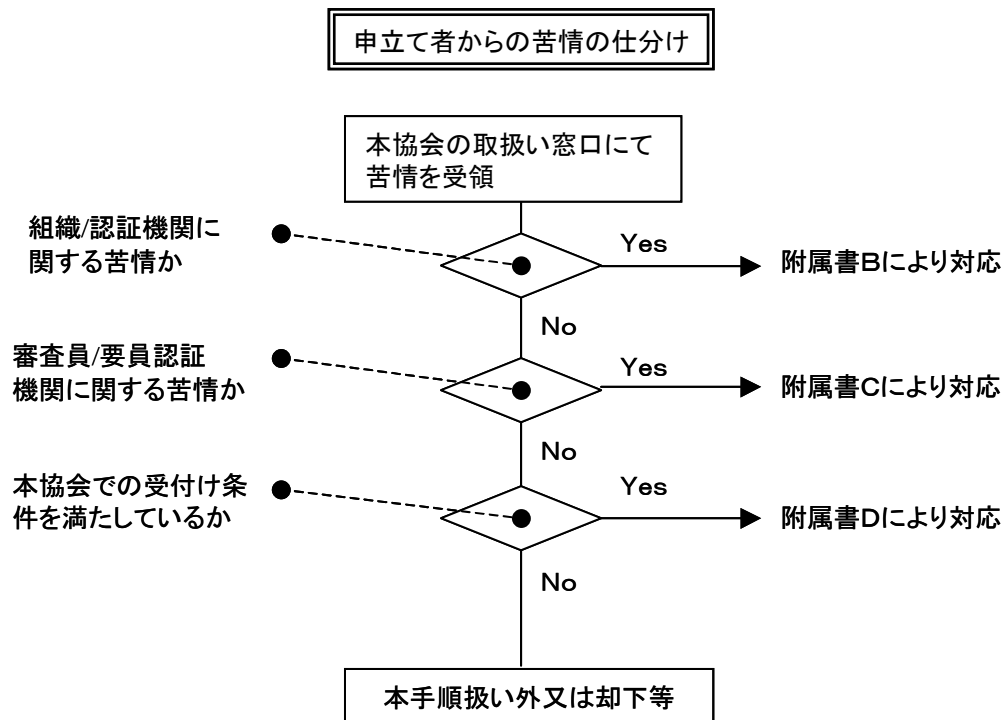 申立て者からの苦情の仕分け
本協会の取扱い窓口にて
苦情を受領
組織/認証機関に
関する苦情か
Yes
附属書Bにより対応
No
審査員/要員認証
機関に関する苦情か
Yes
附属書Cにより対応
No
本協会での受付け条
件を満たしているか
Yes
附属書Dにより対応
No
本手順扱い外又は却下等